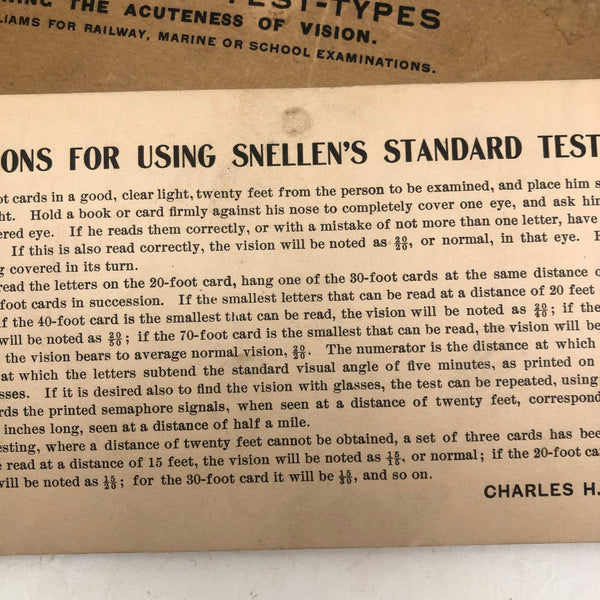 TEST-TYPES
THE ACUTENESS OF VISION.
LIAMS FOR RAILWAY, MARINE OR SCHOOL EXAMINATIONS.
IONS FOR USING SNELLEN'S STANDARD TEST
ot cards in a good, clear light, twenty feet from the person to be examined, and place him s
ht. Hold a book or card firmly against his nose to completely cover one eye, and ask him
ered eye. If he reads them correctly, or with a mistake of not more than one letter, have
If this is also read correctly, the vision will be noted as 20/20, or normal, in that eye.
g covered in its turn.
read the letters on the 20-foot card, hang one of the 30-foot cards at the same distance o
foot cards in succession. If the smallest letters that can be read at a distance of 20 feet
if the 40-foot card is the smallest that can be read, the vision will be noted as 20/40; if the
will be noted as 20/50; if the 70-foot card is the smallest that can be read, the vision will be
the vision bears to average normal vision, 20/20. The numerator is the distance at which
at which the letters subtend the standard visual angle of five minutes, as printed on
sses. If it is desired also to find the vision with glasses, the test can be repeated, using
rds the printed semaphore signals, when seen at a distance of twenty feet, correspond
inches long, seen at a distance of half a mile.
esting, where a distance of twenty feet cannot be obtained, a set of three cards has bee
e read at a distance of 15 feet, the vision will be noted as 15/15, or normal; if the 20-foot ca
will be noted as 15/20; for the 30-foot card it will be 15/30, and so on.
CHARLES H.